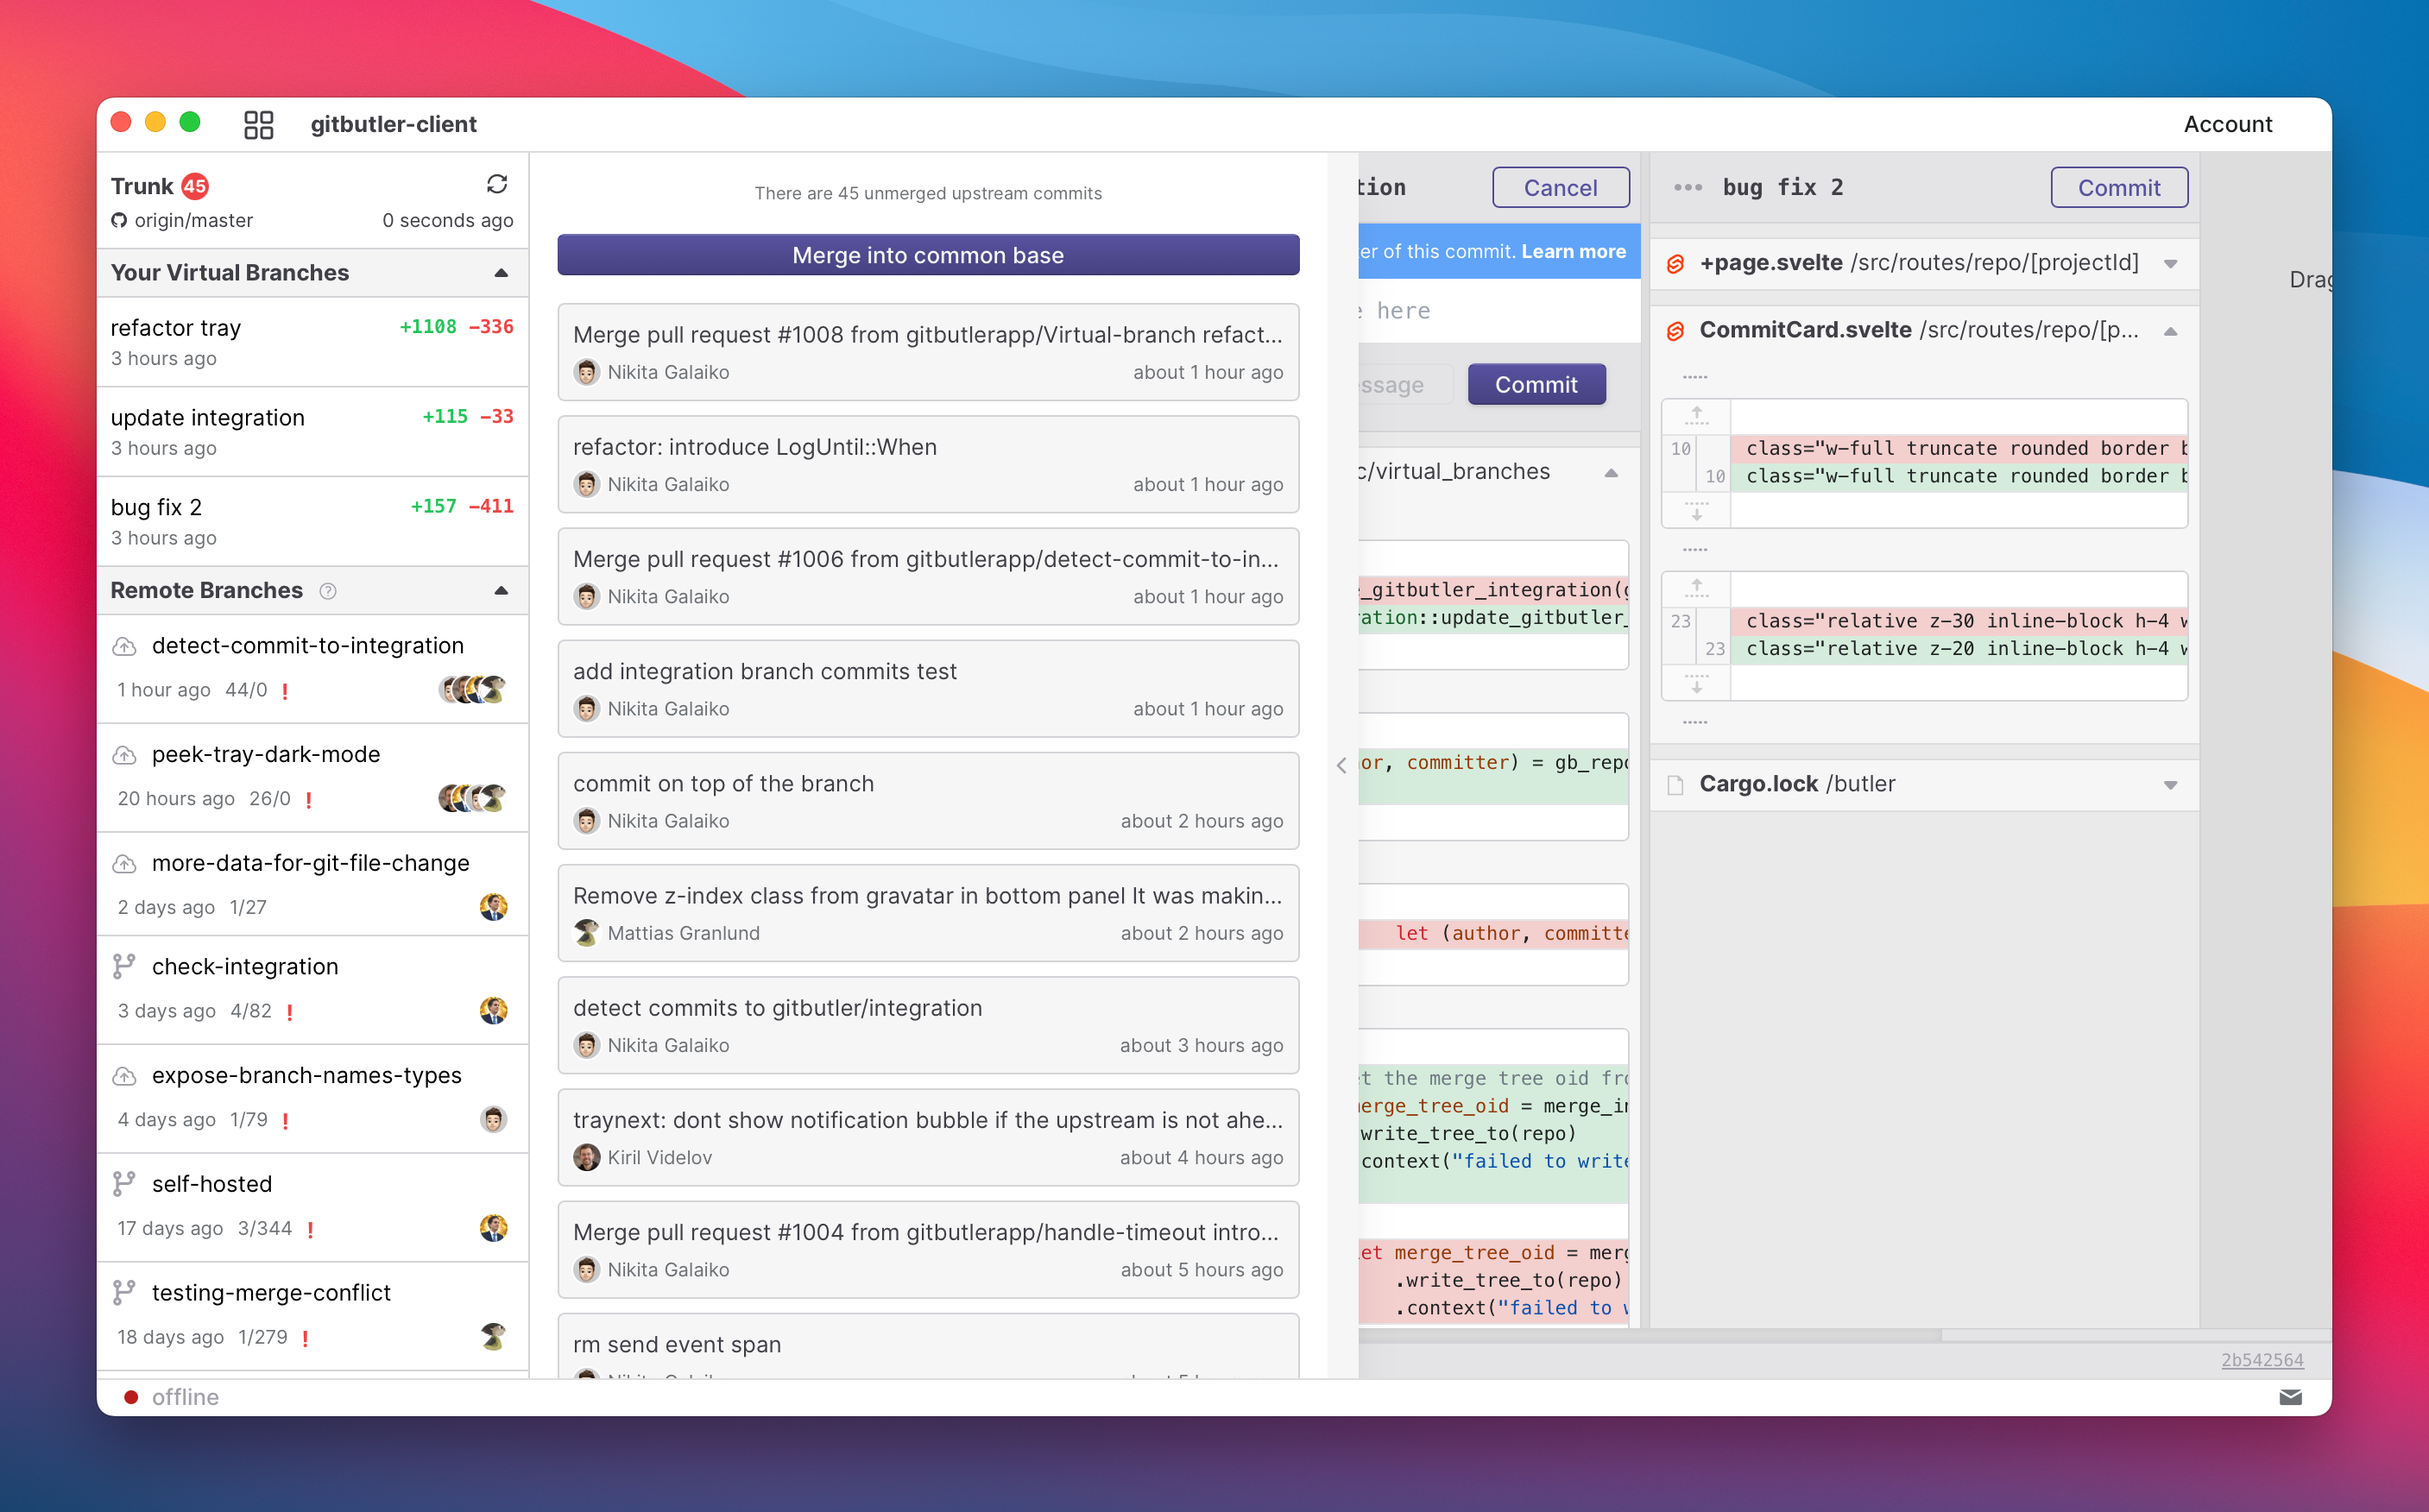 gitbutler-client
Account
Trunk 45
origin/master 0 seconds ago
Your Virtual Branches
refactor tray +1108 −336
3 hours ago
update integration +115 −33
3 hours ago
bug fix 2 +157 −411
3 hours ago
Remote Branches ?
detect-commit-to-integration
1 hour ago 44/0 !
peek-tray-dark-mode
20 hours ago 26/0 !
more-data-for-git-file-change
2 days ago 1/27
check-integration
3 days ago 4/82 !
expose-branch-names-types
4 days ago 1/79 !
self-hosted
17 days ago 3/344 !
testing-merge-conflict
18 days ago 1/279 !
offline
There are 45 unmerged upstream commits
Merge into common base
Merge pull request #1008 from gitbutlerapp/Virtual-branch refact...
Nikita Galaiko about 1 hour ago
refactor: introduce LogUntil::When
Nikita Galaiko about 1 hour ago
Merge pull request #1006 from gitbutlerapp/detect-commit-to-in...
Nikita Galaiko about 1 hour ago
add integration branch commits test
Nikita Galaiko about 1 hour ago
commit on top of the branch
Nikita Galaiko about 2 hours ago
Remove z-index class from gravatar in bottom panel It was makin...
Mattias Granlund about 2 hours ago
detect commits to gitbutler/integration
Nikita Galaiko about 3 hours ago
traynext: dont show notification bubble if the upstream is not ahe...
Kiril Videlov about 4 hours ago
Merge pull request #1004 from gitbutlerapp/handle-timeout intro...
Nikita Galaiko about 5 hours ago
rm send event span
tion Cancel
er of this commit. Learn more
here
ssage Commit
c/virtual_branches
_gitbutler_integration(
ration::update_gitbutler_
or, committer) = gb_repo
let (author, committe
t the merge tree oid fro
merge_tree_oid = merge_i
write_tree_to(repo)
context("failed to write
let merge_tree_oid = merg
.write_tree_to(repo)
.context("failed to w
bug fix 2 Commit
+page.svelte /src/routes/repo/[projectId]
CommitCard.svelte /src/routes/repo/[p...
10 class="w-full truncate rounded border b
10 class="w-full truncate rounded border b
23 class="relative z-30 inline-block h-4 w
23 class="relative z-20 inline-block h-4 w
Cargo.lock /butler
Drag
2b542564